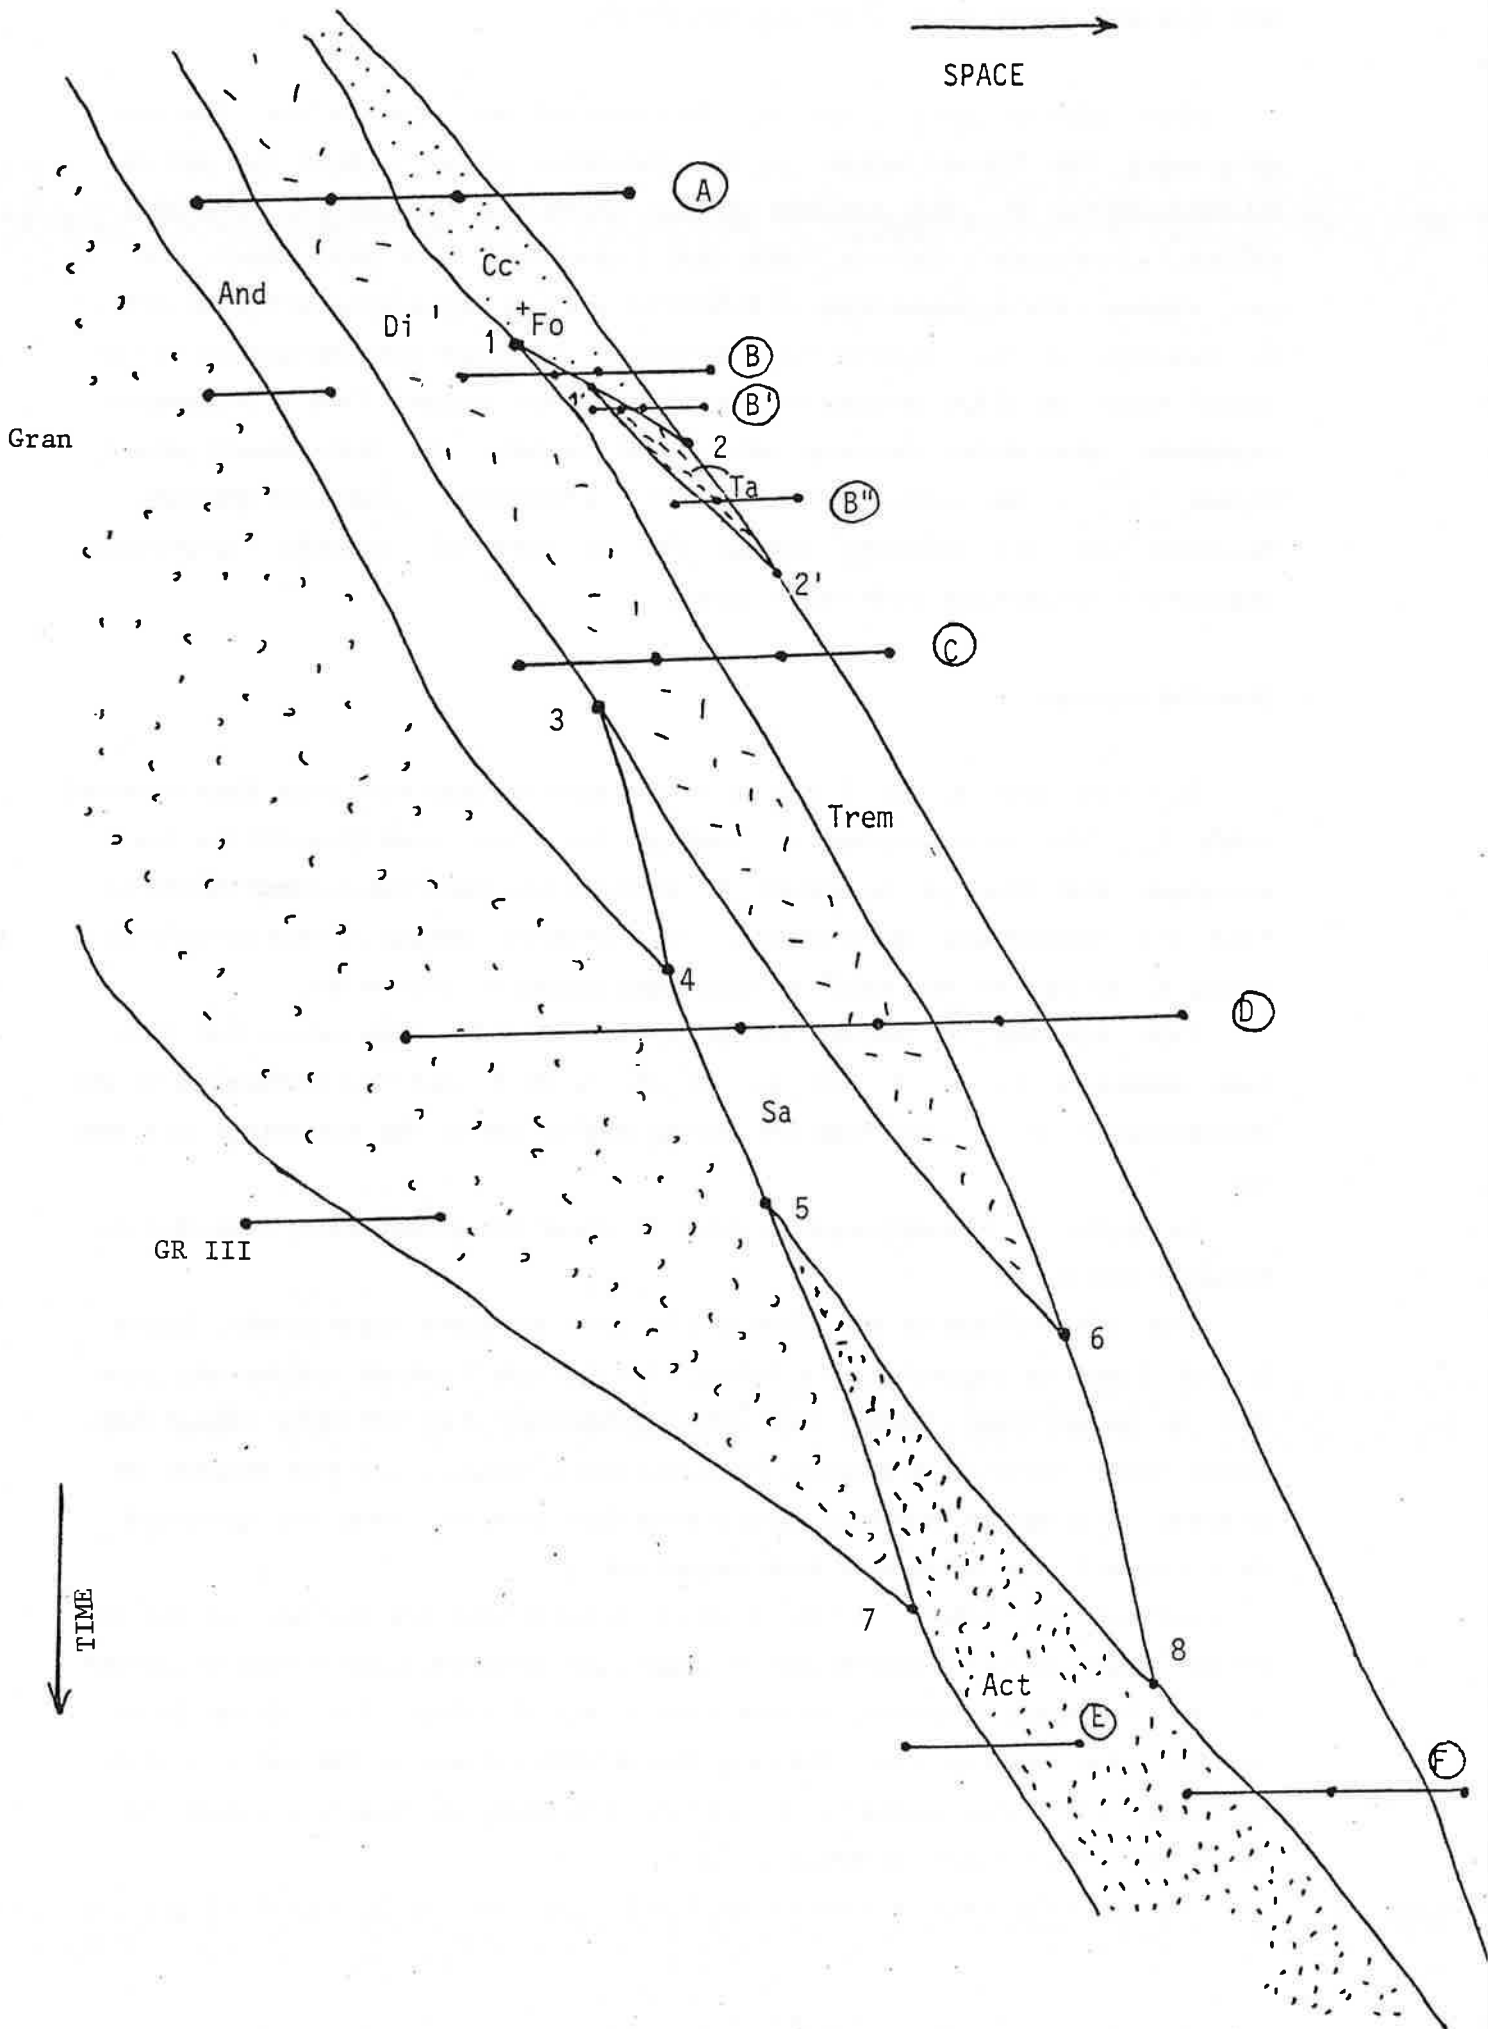 SPACE
A
Cc
+
Fo
And
Di
1
B
1'
B'
Gran
2
Ta
B"
2'
C
3
Trem
4
D
Sa
5
GR III
6
TIME
7
8
Act
E
F